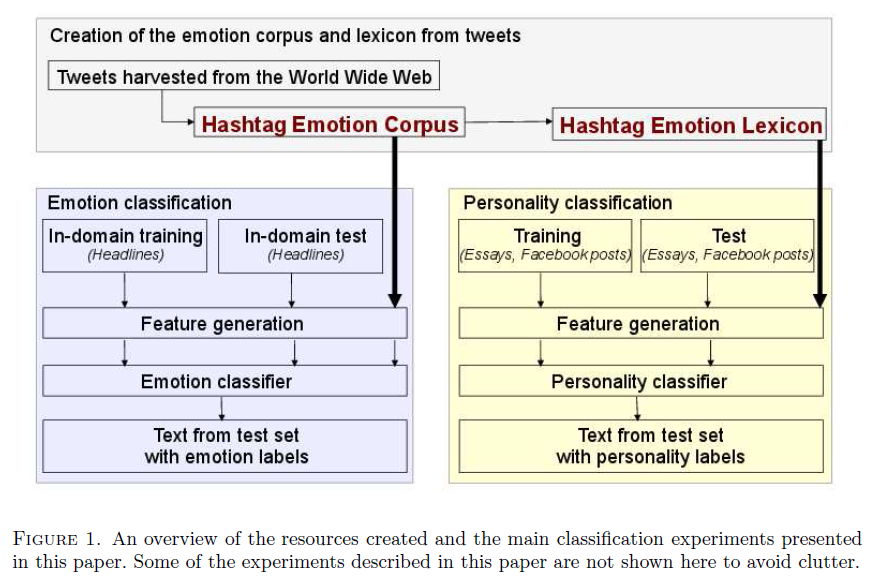 Creation of the emotion corpus and lexicon from tweets
Tweets harvested from the World Wide Web
Hashtag Emotion Corpus
Hashtag Emotion Lexicon
Emotion classification
In-domain training
(Headlines)
In-domain test
(Headlines)
Feature generation
Emotion classifier
Text from test set
with emotion labels
Personality classification
Training
(Essays, Facebook posts)
Test
(Essays, Facebook posts)
Feature generation
Personality classifier
Text from test set
with personality labels
FIGURE 1. An overview of the resources created and the main classification experiments presented
in this paper. Some of the experiments described in this paper are not shown here to avoid clutter.